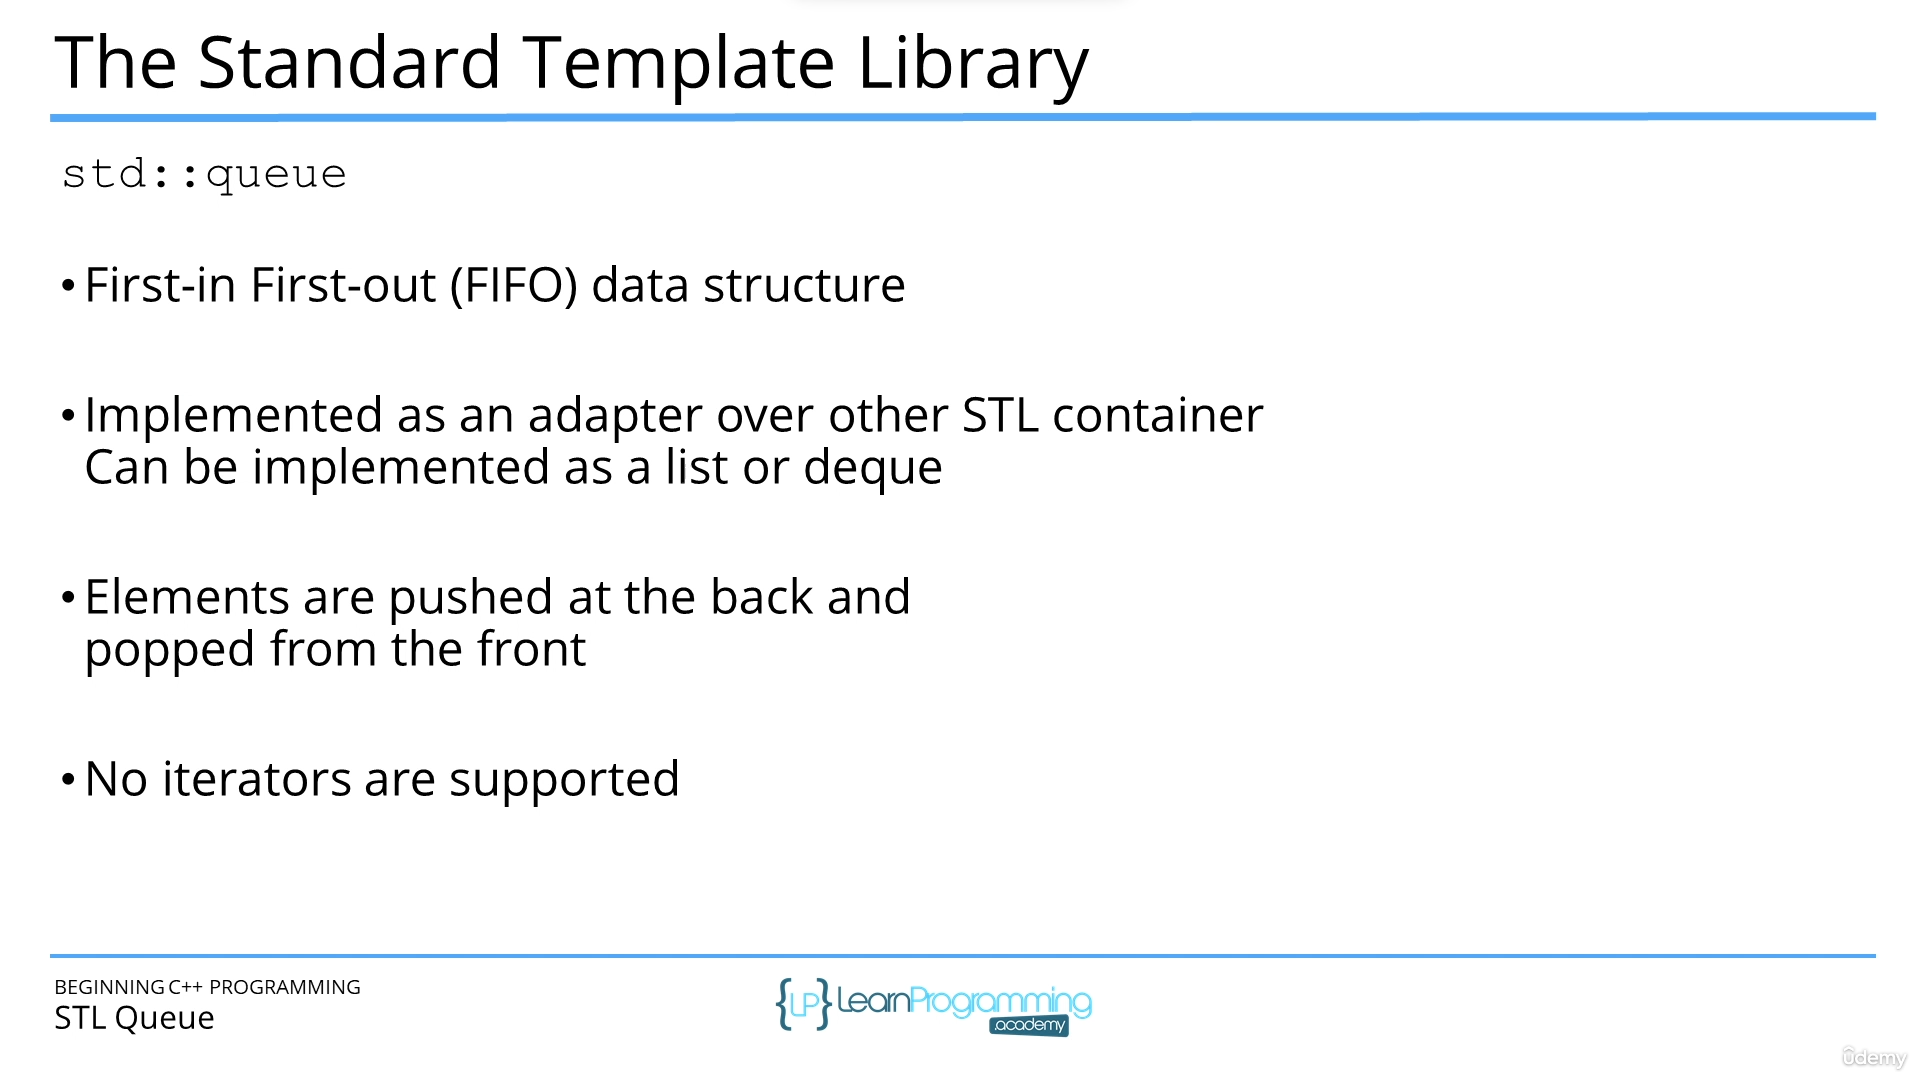 The Standard Template Library
std::queue
• First-in First-out (FIFO) data structure
• Implemented as an adapter over other STL container
Can be implemented as a list or deque
• Elements are pushed at the back and
popped from the front
• No iterators are supported
BEGINNING C++ PROGRAMMING
STL Queue
{LP} LearnProgramming
.academy
ûdemy